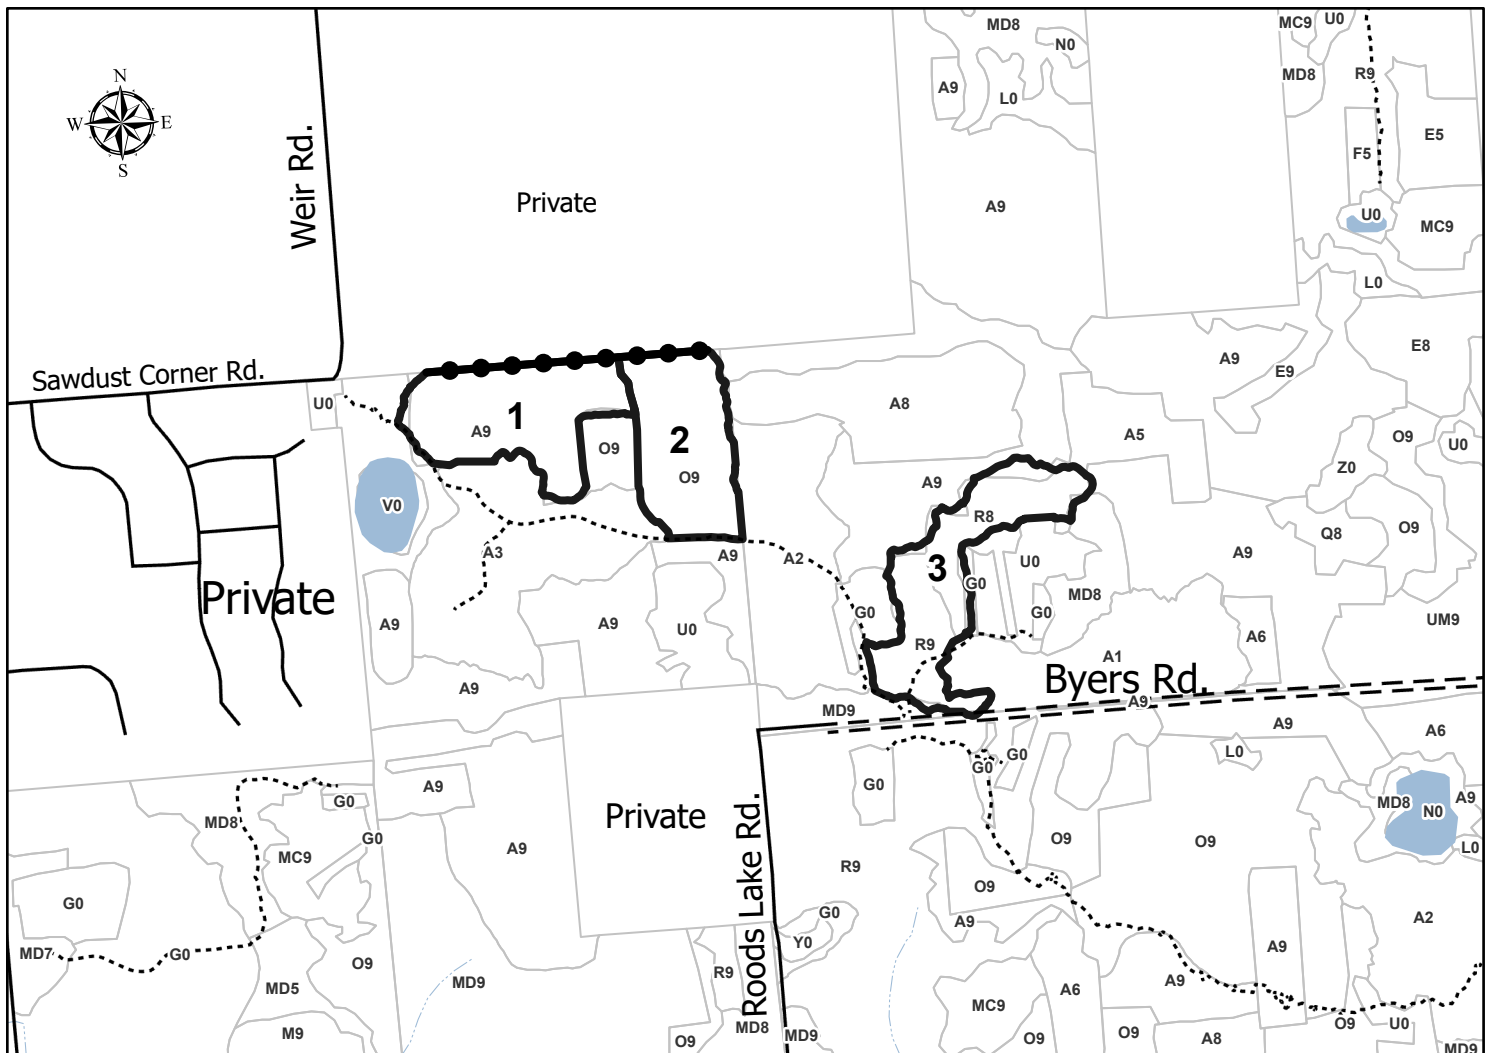 MD8
MC9
U0
N0
N
MD8
R9
A9
L0
W
E
E5
Weir Rd.
F5
S
Private
A9
U0
MC9
L0
E8
A9
Sawdust Corner Rd.
E9
U0
A8
1
A9
2
A5
O9
U0
O9
Z0
O9
A9
V0
R8
Q8
O9
A3
A9
A2
A9
3
U0
G0
MD8
Private
G0
G0
A9
A9
U0
UM9
A6
R9
A1
Byers Rd.
A9
A9
MD9
A9
A6
L0
G0
G0
G0
A9
G0
MD8
A9
N0
Private
MD8
G0
L0
A9
MC9
R9
O9
O9
Roods Lake Rd.
O9
G0
G0
A9
A2
Y0
A9
MD7
G0
O9
R9
A9
MD9
MD5
A6
MC9
M9
MD8
MD9
O9
U0
O9
O9
A8
O9
MD9